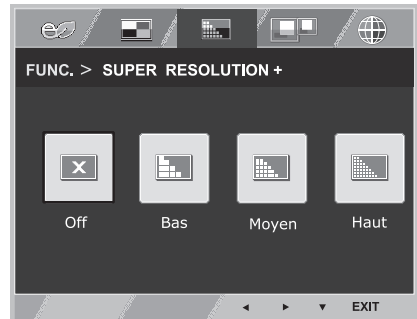 FUNC. > SUPER RESOLUTION +
Off Bas Moyen Haut
EXIT